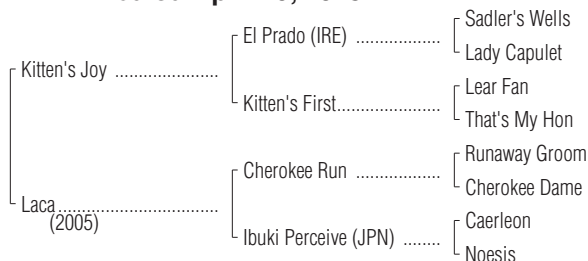 Sadler's Wells
El Prado (IRE) ....................
Lady Capulet
Kitten's Joy ........................
Lear Fan
Kitten's First........................
That's My Hon
Runaway Groom
Cherokee Run ....................
Cherokee Dame
Laca.....................................
(2005)
Caerleon
Ibuki Perceive (JPN) ........
Noesis